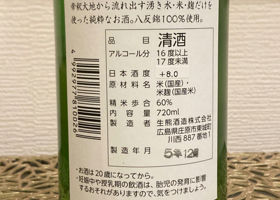 帝釈大地から流れ出す湧き水・米・麹だけを
使った純粋なお酒。八反錦100%使用。
品目 清酒
アルコール分 16度以上
17度未満
日本酒度 +8.0
原材料名 米(国産)・
米麹(国産米)
精米歩合 60%
内容量 720ml
製造者 生熊酒造株式会社
広島県庄原市東城町
川西887番地1
製造年月 5年12月
・お酒は20歳になってから。
・妊娠中や授乳期の飲酒は、胎児の発育に影響
するおそれがありますので、気をつけましょう。
4992977810026